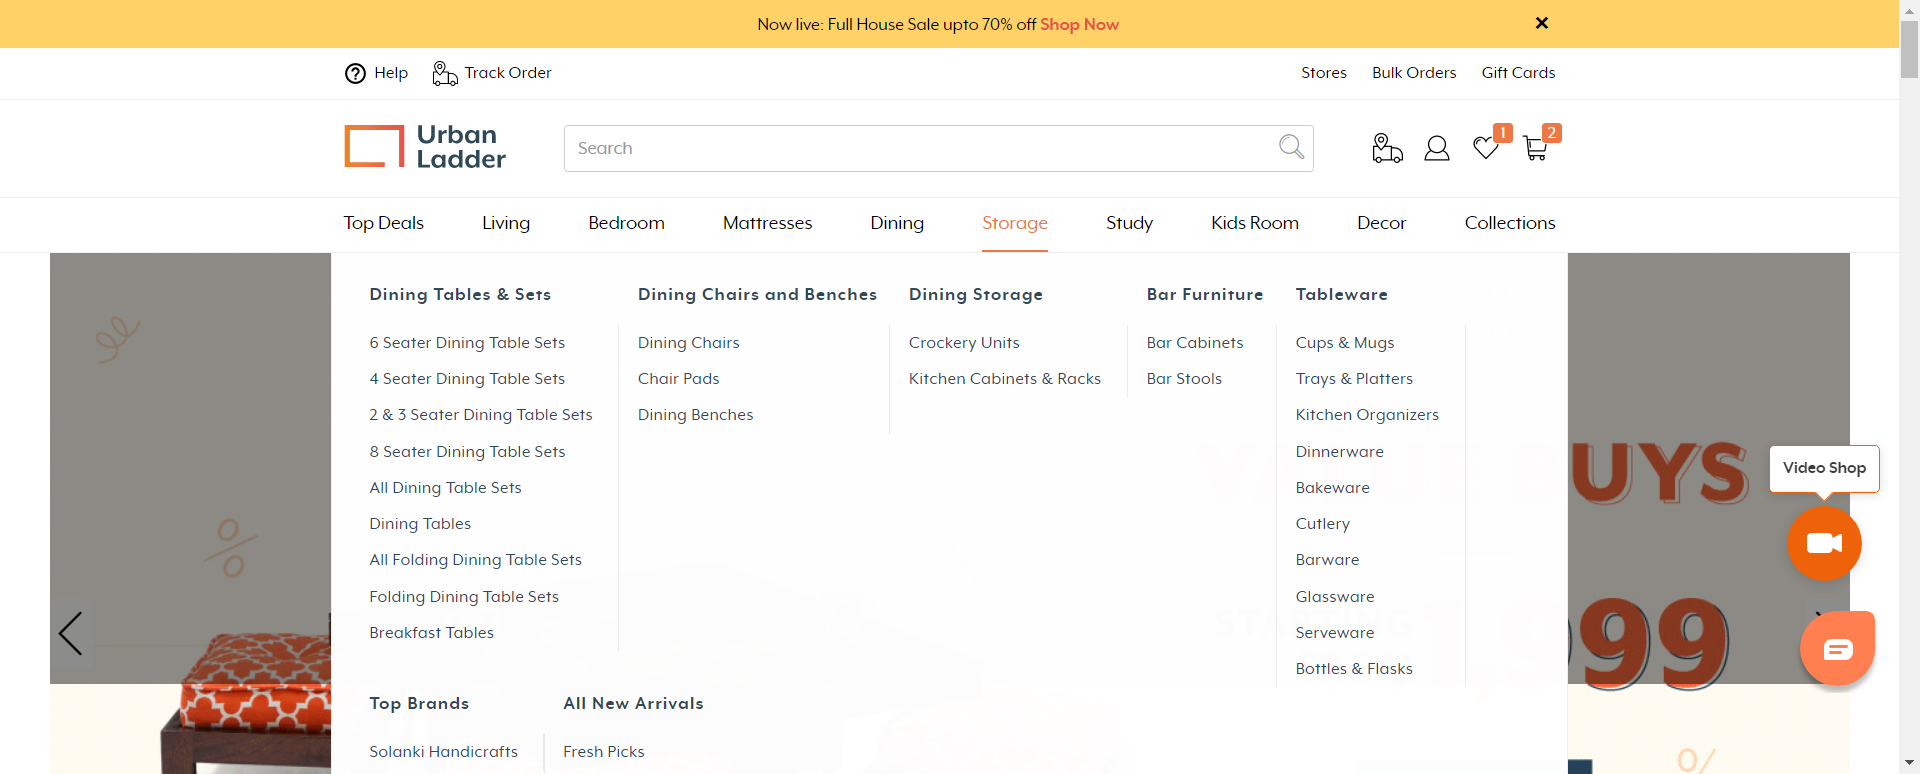 Now live: Full House Sale upto 70% off Shop Now
Help
Track Order
Stores
Bulk Orders
Gift Cards
Urban
Ladder
Search
1
2
Top Deals
Living
Bedroom
Mattresses
Dining
Storage
Study
Kids Room
Decor
Collections
Dining Tables & Sets
6 Seater Dining Table Sets
4 Seater Dining Table Sets
2 & 3 Seater Dining Table Sets
8 Seater Dining Table Sets
All Dining Table Sets
Dining Tables
All Folding Dining Table Sets
Folding Dining Table Sets
Breakfast Tables
Dining Chairs and Benches
Dining Chairs
Chair Pads
Dining Benches
Dining Storage
Crockery Units
Kitchen Cabinets & Racks
Bar Furniture
Bar Cabinets
Bar Stools
Tableware
Cups & Mugs
Trays & Platters
Kitchen Organizers
Dinnerware
Bakeware
Cutlery
Barware
Glassware
Serveware
Bottles & Flasks
Top Brands
Solanki Handicrafts
All New Arrivals
Fresh Picks
BUYS
999
%
%
Video Shop